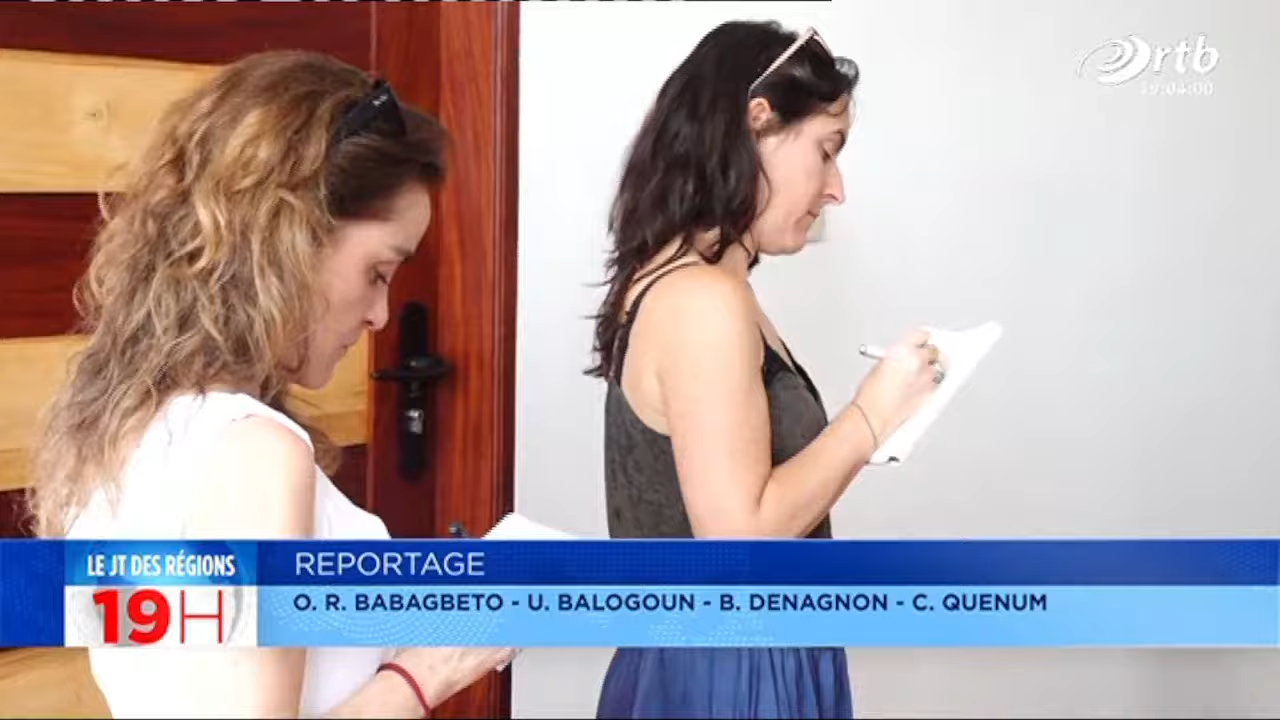 ortb
19:04:00
LE JT DES RÉGIONS
19H
REPORTAGE
O. R. BABAGBETO - U. BALOGOUN - B. DENAGNON - C. QUENUM